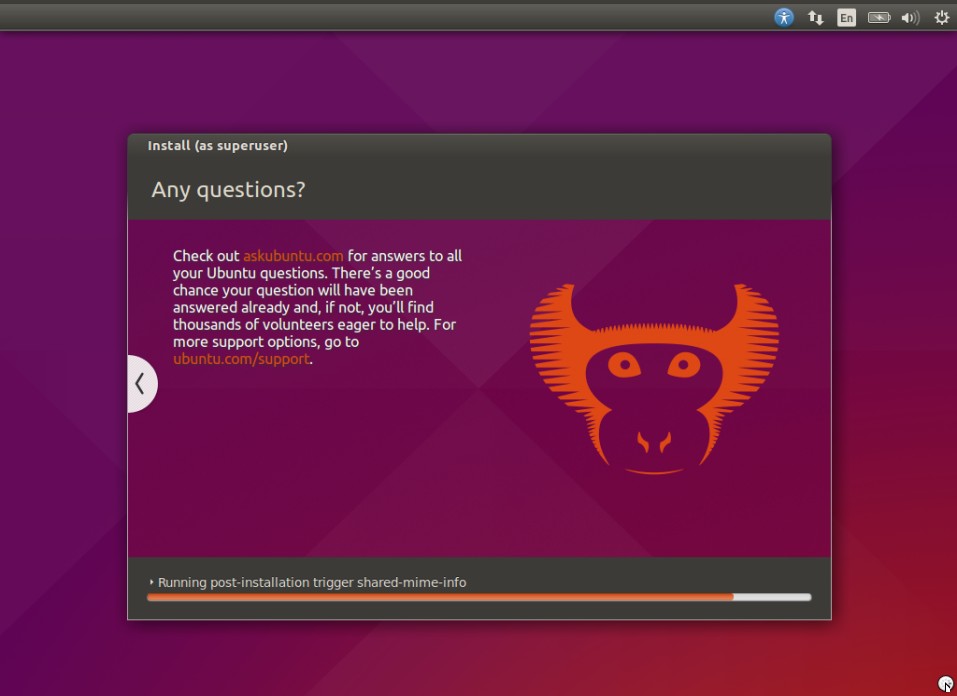 En
Install (as superuser)
Any questions?
Check out askubuntu.com for answers to all
your Ubuntu questions. There’s a good
chance your question will have been
answered already and, if not, you’ll find
thousands of volunteers eager to help. For
more support options, go to
ubuntu.com/support.
Running post-installation trigger shared-mime-info